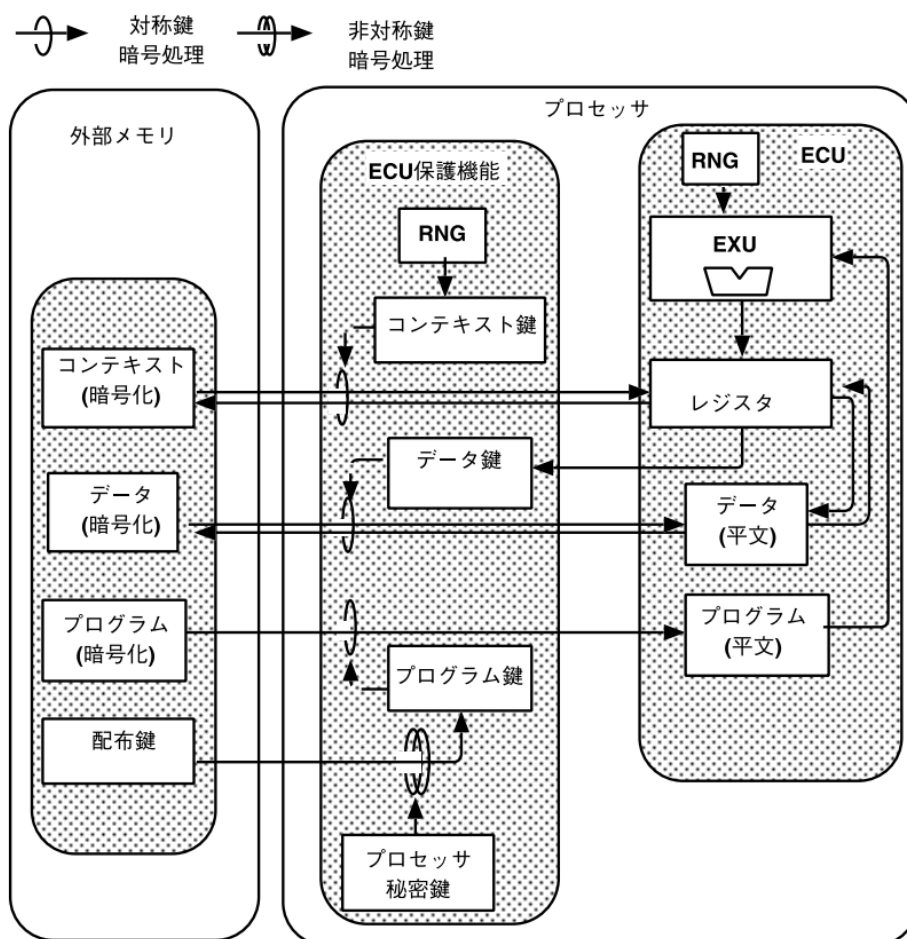 対称鍵
暗号処理
非対称鍵
暗号処理
外部メモリ
コンテキスト
(暗号化)
データ
(暗号化)
プログラム
(暗号化)
配布鍵
プロセッサ
ECU保護機能
RNG
コンテキスト鍵
データ鍵
プログラム鍵
プロセッサ
秘密鍵
ECU
RNG
EXU
レジスタ
データ
(平文)
プログラム
(平文)